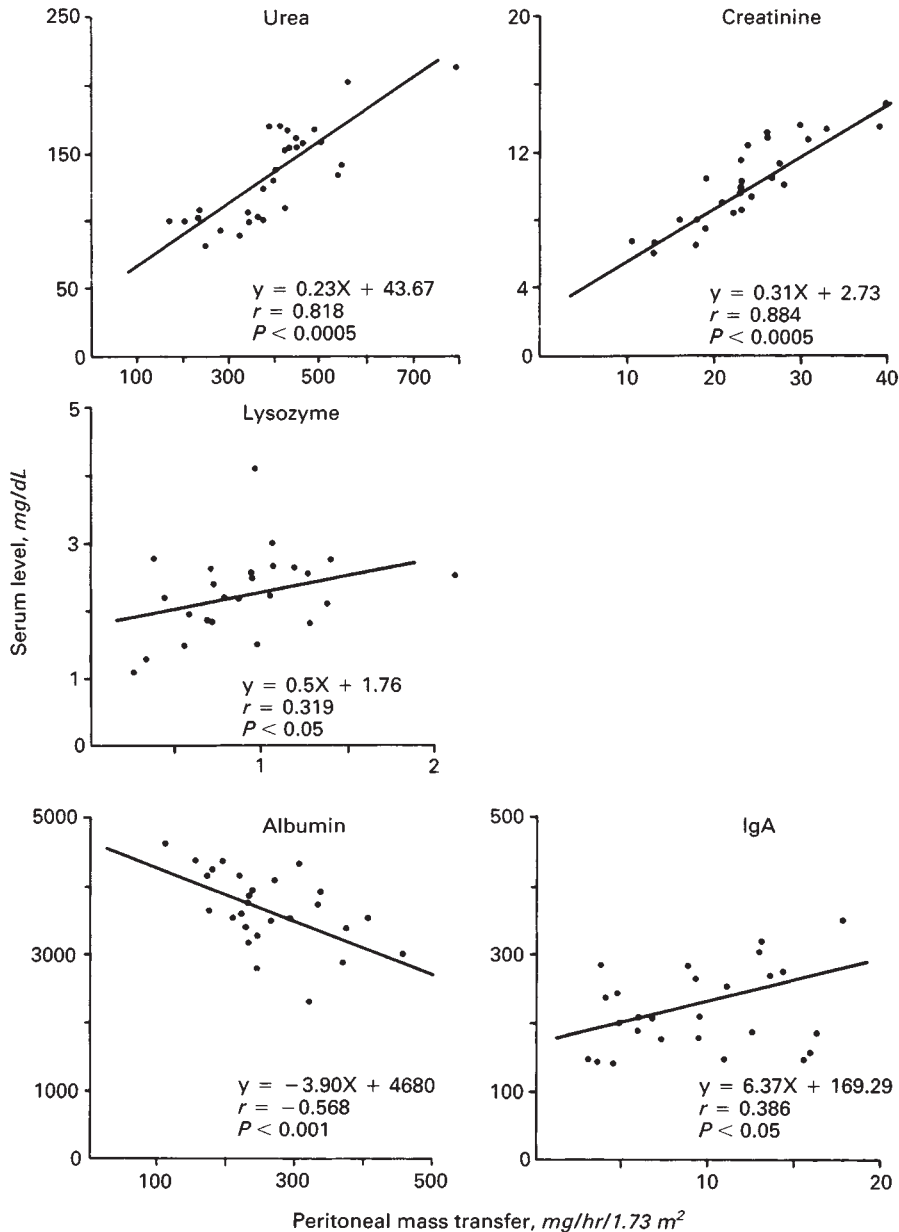 Urea
250
150
50
0
100 300 500 700
y = 0.23X + 43.67
r = 0.818
P < 0.0005
Creatinine
20
12
4
0
10 20 30 40
y = 0.31X + 2.73
r = 0.884
P < 0.0005
Lysozyme
5
3
1
0
1 2
y = 0.5X + 1.76
r = 0.319
P < 0.05
Serum level, mg/dL
Albumin
5000
3000
1000
0
100 300 500
y = −3.90X + 4680
r = −0.568
P < 0.001
IgA
500
300
100
0
10 20
y = 6.37X + 169.29
r = 0.386
P < 0.05
Peritoneal mass transfer, mg/hr/1.73 m²